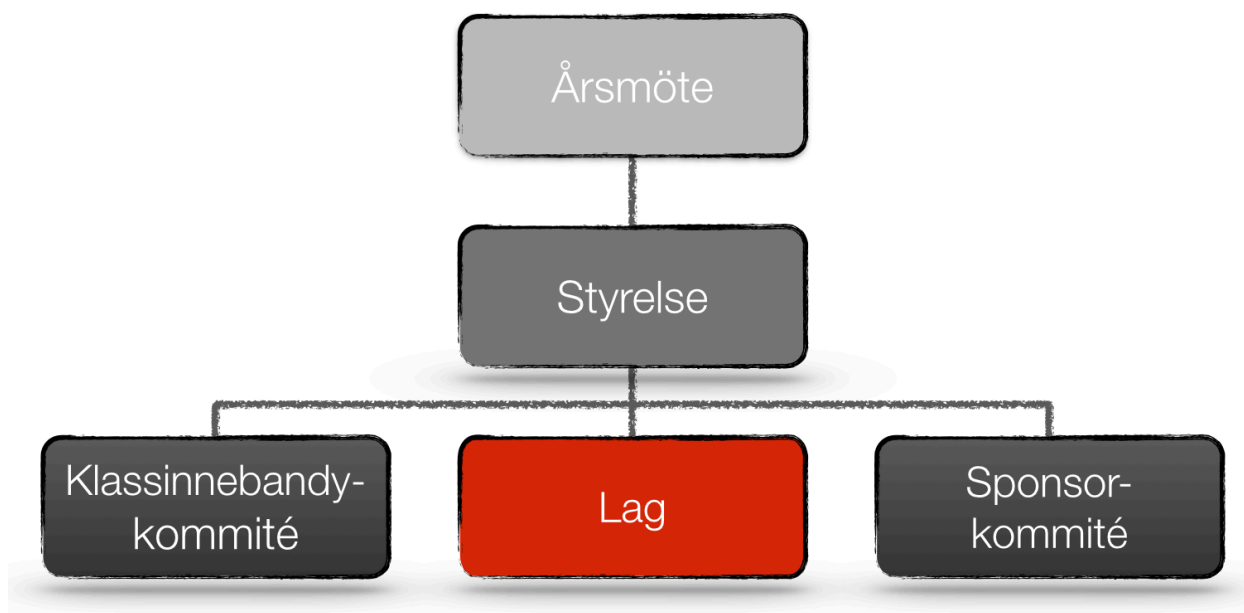 Årsmöte
Styrelse
Klassinnebandy-
kommité
Lag
Sponsor-
kommité